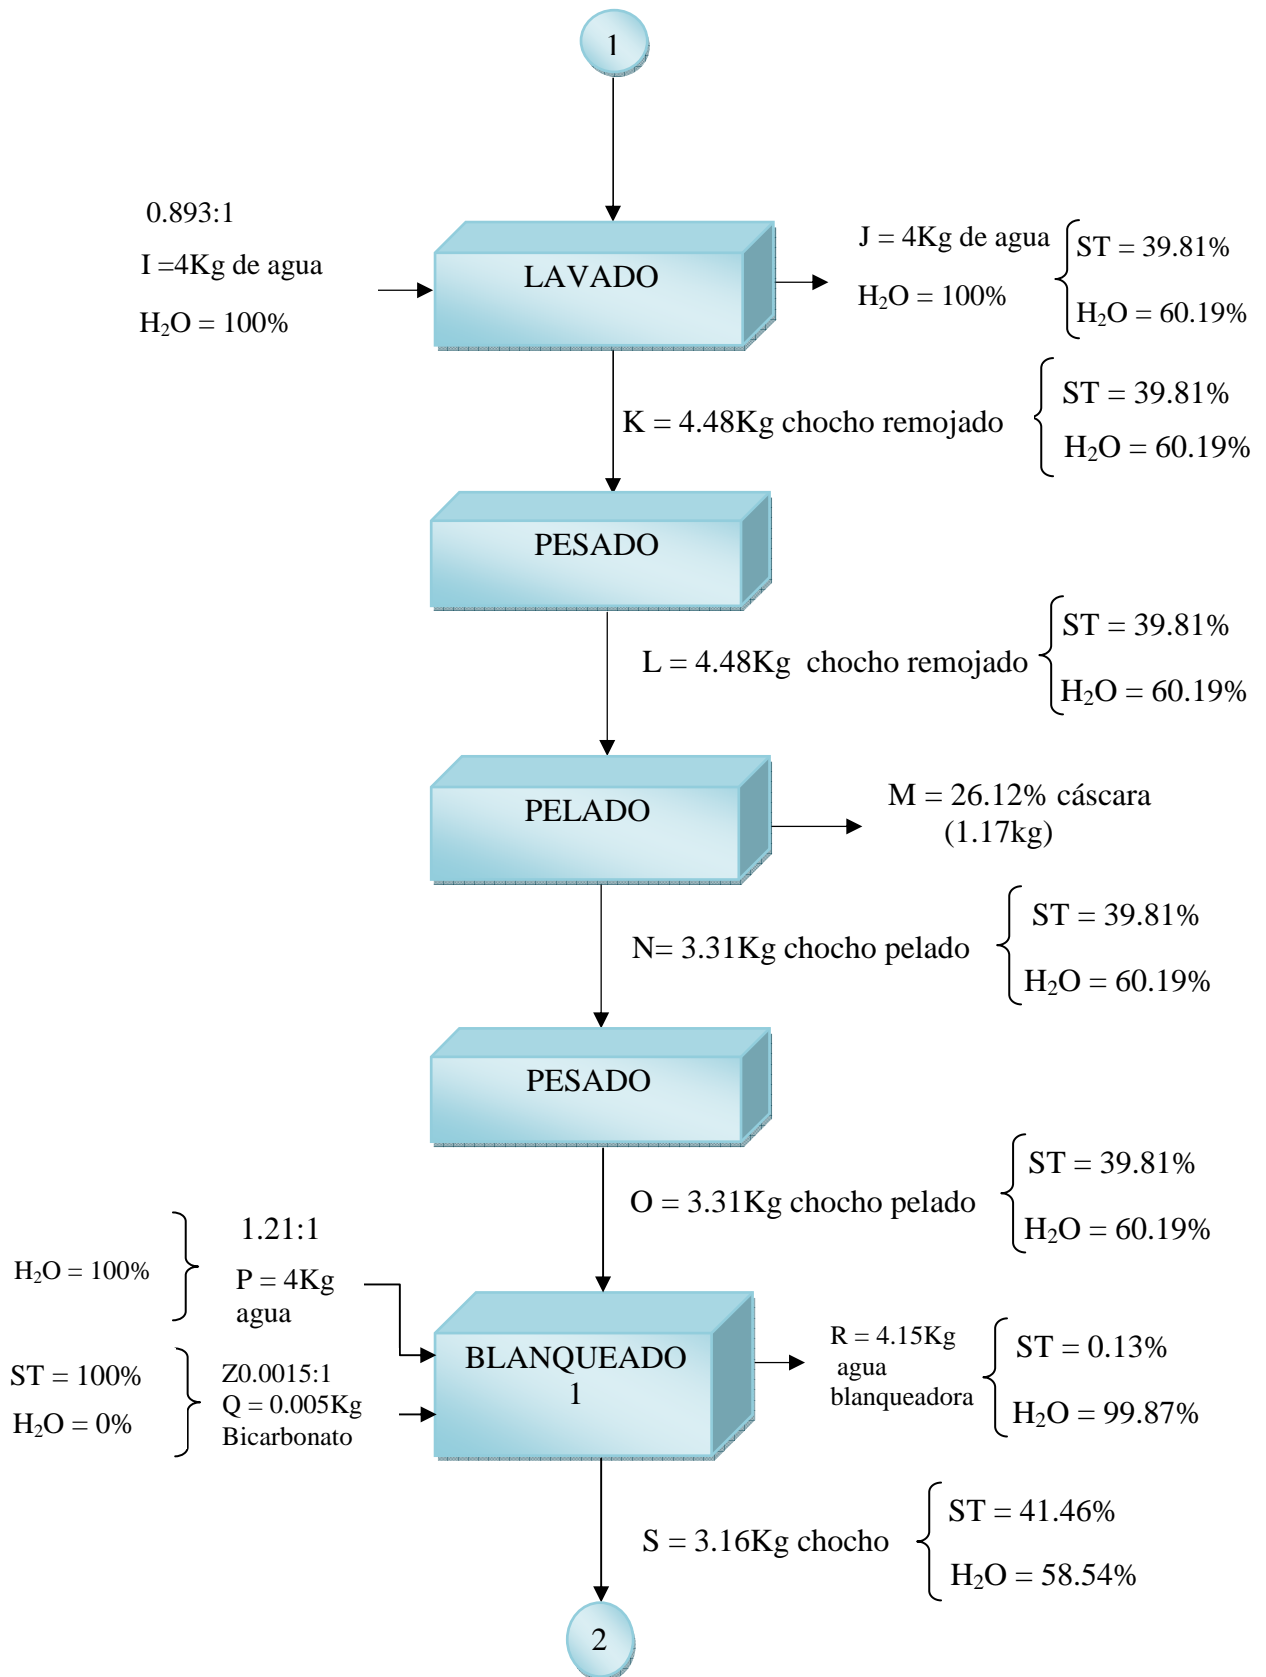 1
0.893:1
I =4Kg de agua
H₂O = 100%
LAVADO
J = 4Kg de agua
H₂O = 100%
ST = 39.81%
H₂O = 60.19%
K = 4.48Kg chocho remojado
ST = 39.81%
H₂O = 60.19%
PESADO
L = 4.48Kg  chocho remojado
ST = 39.81%
H₂O = 60.19%
PELADO
M = 26.12% cáscara
(1.17kg)
N= 3.31Kg chocho pelado
ST = 39.81%
H₂O = 60.19%
PESADO
O = 3.31Kg chocho pelado
ST = 39.81%
H₂O = 60.19%
H₂O = 100%
1.21:1
P = 4Kg
agua
ST = 100%
H₂O = 0%
Z0.0015:1
Q = 0.005Kg
Bicarbonato
BLANQUEADO
1
R = 4.15Kg
agua
blanqueadora
ST = 0.13%
H₂O = 99.87%
S = 3.16Kg chocho
ST = 41.46%
H₂O = 58.54%
2